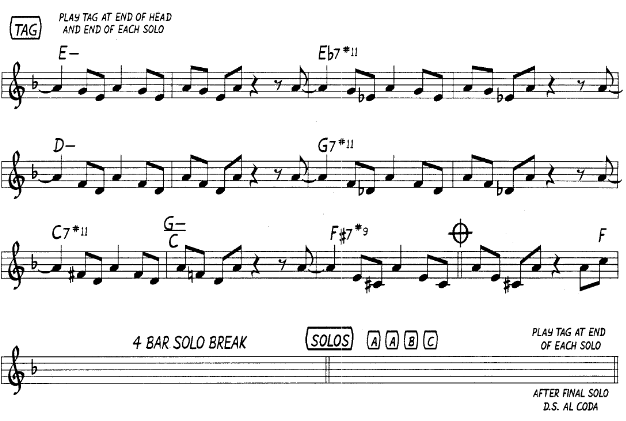 TAG
PLAY TAG AT END OF HEAD
AND END OF EACH SOLO
E– Eb7#11
D– G7#11
C7#11 G–
C F#7#9 F
4 BAR SOLO BREAK SOLOS A A B C
PLAY TAG AT END
OF EACH SOLO
AFTER FINAL SOLO
D.S. AL CODA